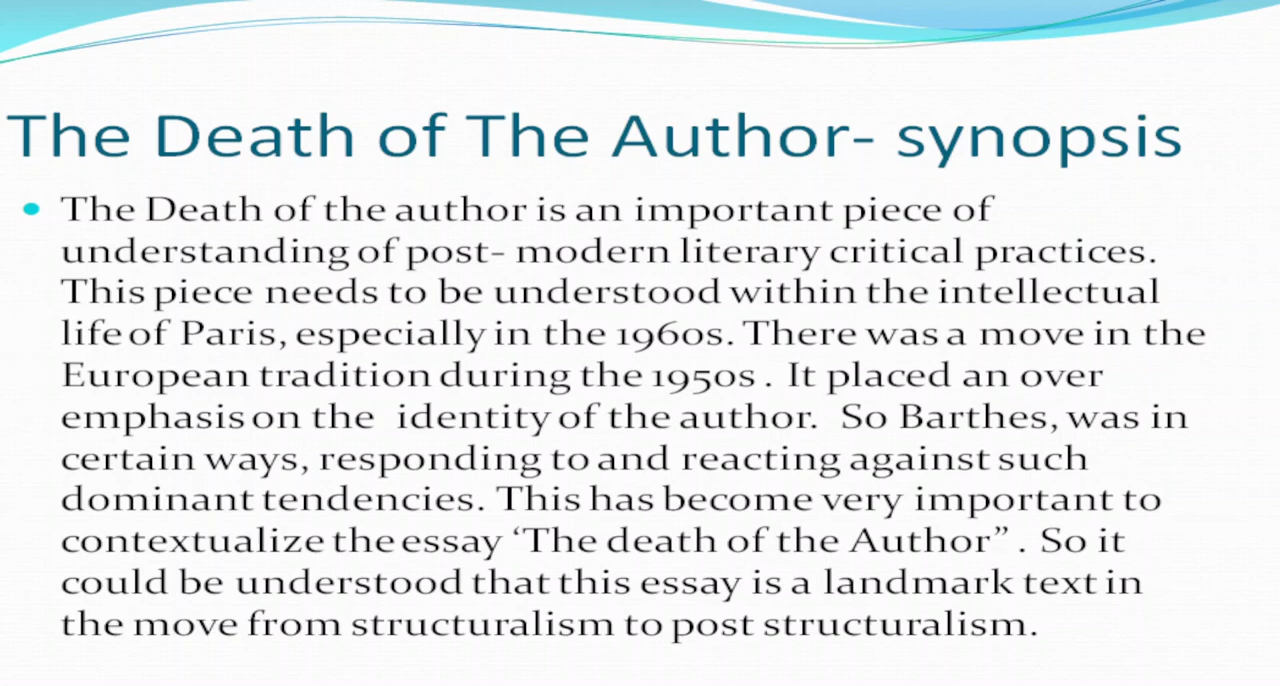 The Death of The Author- synopsis
The Death of the author is an important piece of
understanding of post- modern literary critical practices.
This piece needs to be understood within the intellectual
life of Paris, especially in the 1960s. There was a move in the
European tradition during the 1950s . It placed an over
emphasis on the identity of the author. So Barthes, was in
certain ways, responding to and reacting against such
dominant tendencies. This has become very important to
contextualize the essay ‘The death of the Author” . So it
could be understood that this essay is a landmark text in
the move from structuralism to post structuralism.